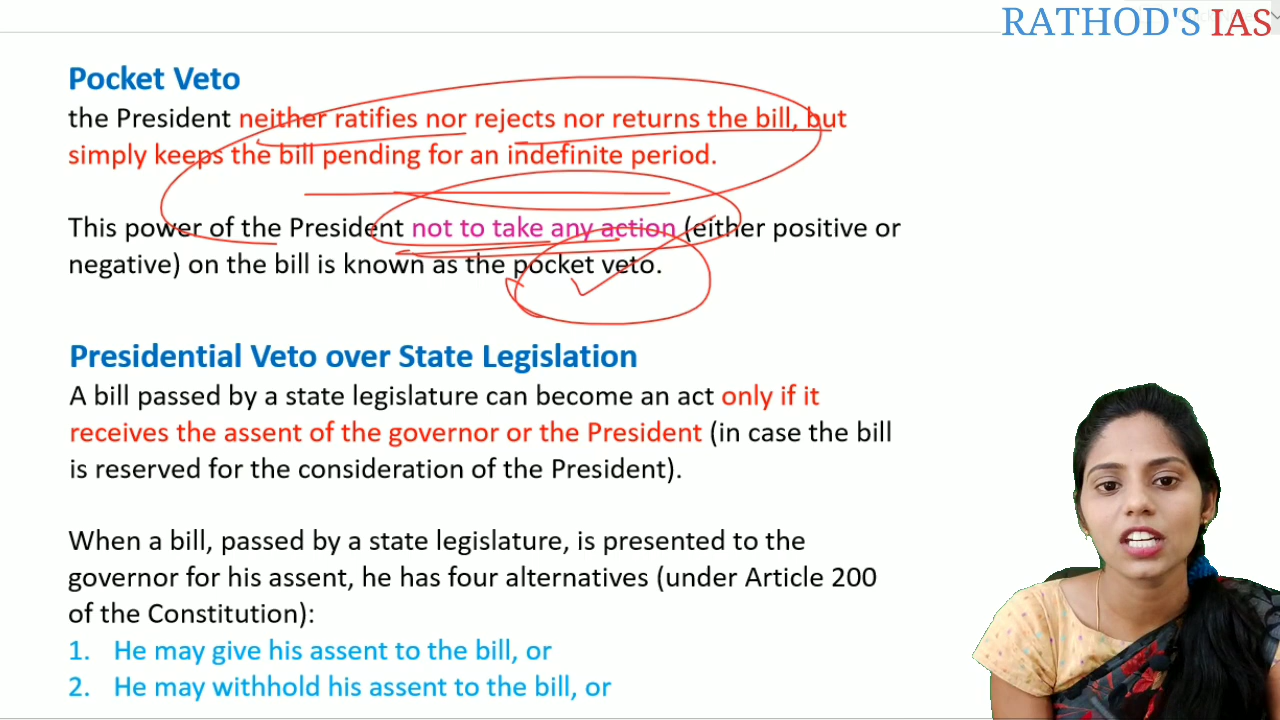 RATHOD'S IAS
Pocket Veto
the President neither ratifies nor rejects nor returns the bill, but
simply keeps the bill pending for an indefinite period.
This power of the President not to take any action (either positive or
negative) on the bill is known as the pocket veto.
Presidential Veto over State Legislation
A bill passed by a state legislature can become an act only if it
receives the assent of the governor or the President (in case the bill
is reserved for the consideration of the President).
When a bill, passed by a state legislature, is presented to the
governor for his assent, he has four alternatives (under Article 200
of the Constitution):
1. He may give his assent to the bill, or
2. He may withhold his assent to the bill, or